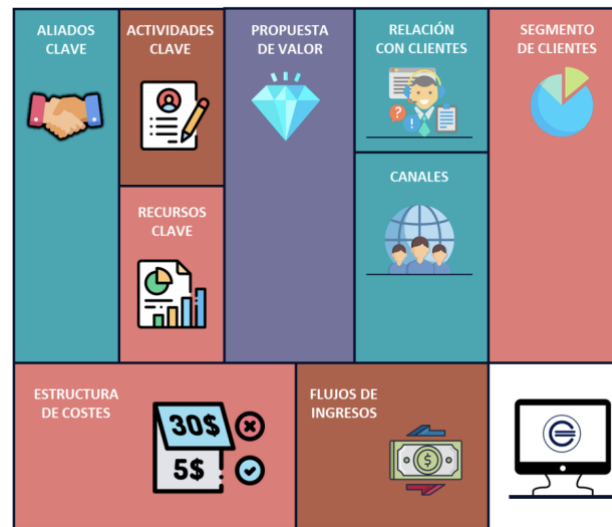 ALIADOS
CLAVE
ACTIVIDADES
CLAVE
PROPUESTA
DE VALOR
RELACIÓN
CON CLIENTES
?
!
SEGMENTO
DE CLIENTES
RECURSOS
CLAVE
CANALES
ESTRUCTURA
DE COSTES
30$
5$
FLUJOS DE
INGRESOS
$